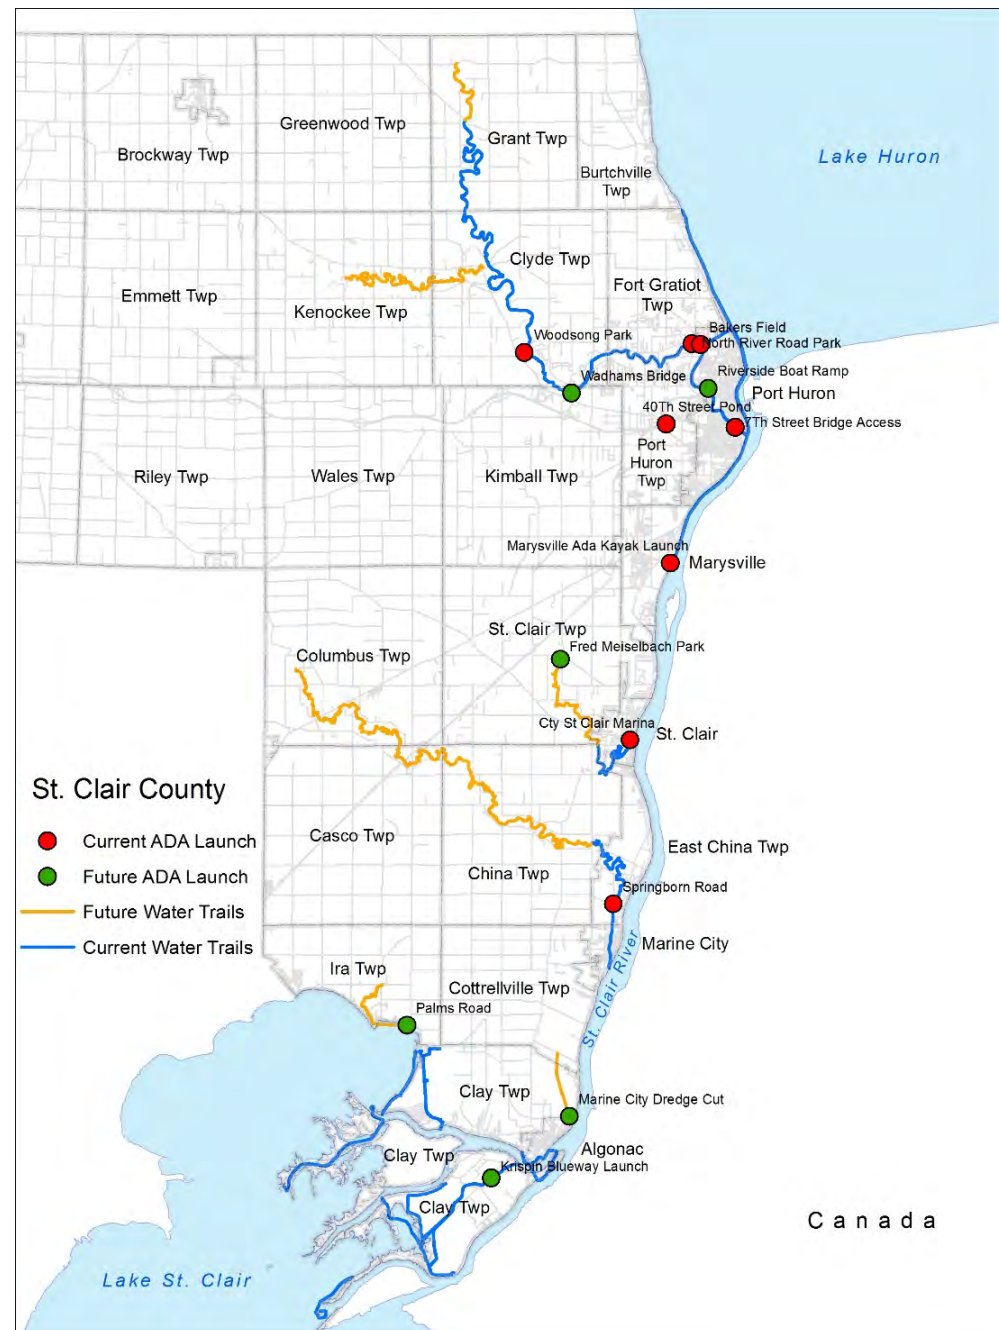 Greenwood Twp
Grant Twp
Brockway Twp
Lake Huron
Burtchville
Twp
Clyde Twp
Fort Gratiot
Twp
Emmett Twp
Kenockee Twp
Woodsong Park
Bakers Field
North River Road Park
Wadhams Bridge
Riverside Boat Ramp
Port Huron
40Th Street Pond
7Th Street Bridge Access
Port
Huron
Twp
Riley Twp
Wales Twp
Kimball Twp
Marysville Ada Kayak Launch
Marysville
St. Clair Twp
Fred Meiselbach Park
Columbus Twp
Cty St Clair Marina
St. Clair
St. Clair County
Current ADA Launch
Future ADA Launch
Future Water Trails
Current Water Trails
Casco Twp
East China Twp
China Twp
Springborn Road
Marine City
St. Clair River
Ira Twp
Cottrellville Twp
Palms Road
Clay Twp
Marine City Dredge Cut
Algonac
Clay Twp
Krispin Blueway Launch
Clay Twp
Canada
Lake St. Clair